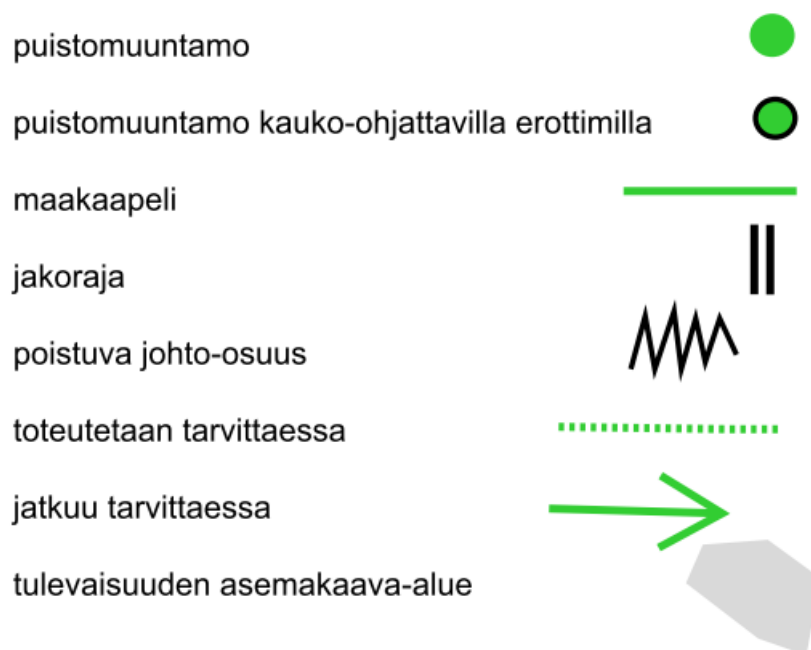 puistomuuntamo
puistomuuntamo kauko-ohjattavilla erottimilla
maakaapeli
jakoraja
poistuva johto-osuus
toteutetaan tarvittaessa
jatkuu tarvittaessa
tulevaisuuden asemakaava-alue